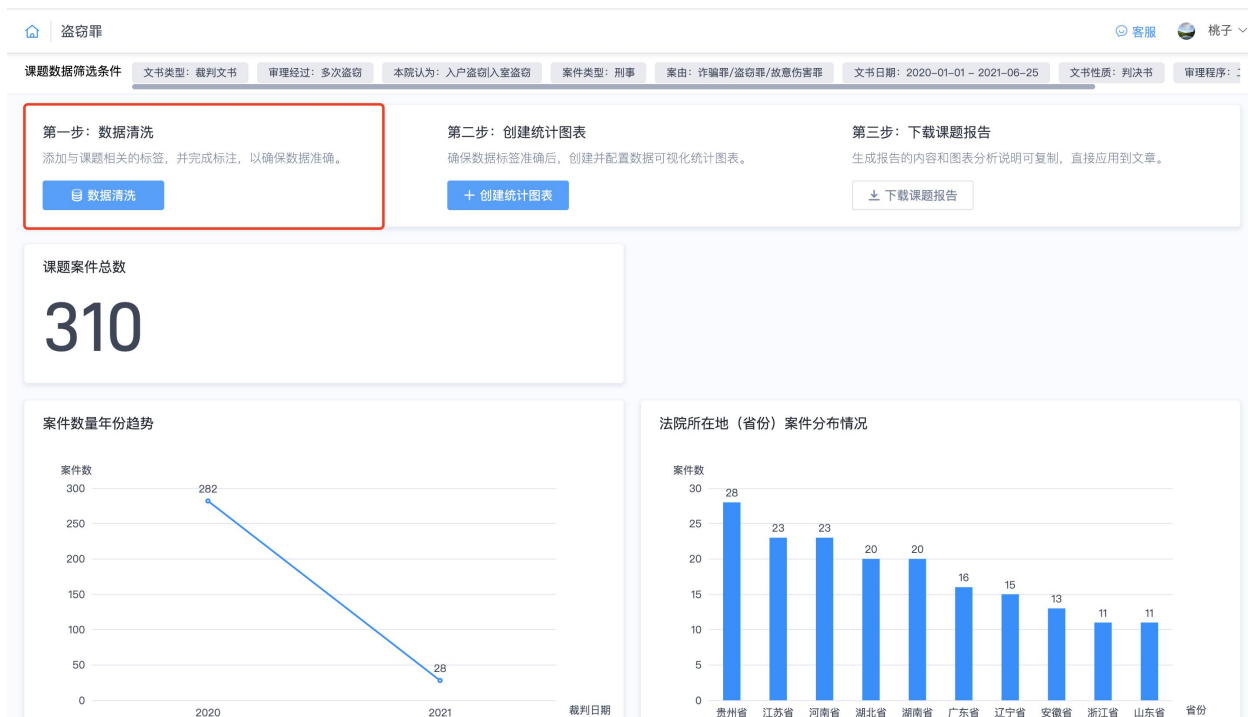 盗窃罪
客服
桃子
课题数据筛选条件 文书类型：裁判文书 审理经过：多次盗窃 本院认为：入户盗窃|入室盗窃 案件类型：刑事 案由：诈骗罪/盗窃罪/故意伤害罪 文书日期：2020-01-01 - 2021-06-25 文书性质：判决书 审理程序：
第一步：数据清洗
添加与课题相关的标签，并完成标注，以确保数据准确。
数据清洗
第二步：创建统计图表
确保数据标签准确后，创建并配置数据可视化统计图表。
+ 创建统计图表
第三步：下载课题报告
生成报告的内容和图表分析说明可复制，直接应用到文章。
下载课题报告
课题案件总数
310
案件数量年份趋势
案件数
300
250
200
150
100
50
0
282
28
2020 2021 裁判日期
法院所在地（省份）案件分布情况
案件数
30
25
20
15
10
5
0
28 23 23 20 20 16 15 13 11 11
贵州省 江苏省 河南省 湖北省 湖南省 广东省 辽宁省 安徽省 浙江省 山东省 省份